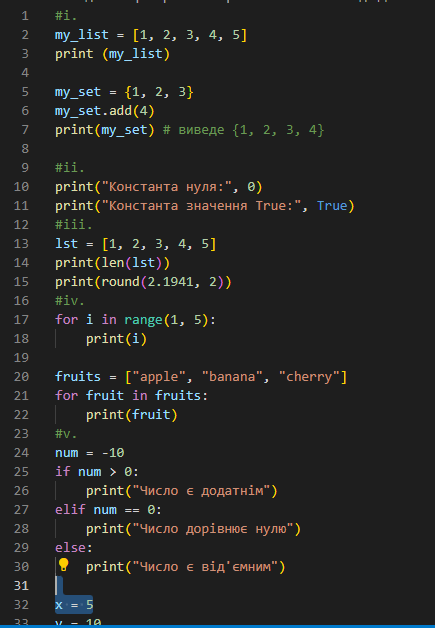 1 #i.
2 my_list = [1, 2, 3, 4, 5]
3 print (my_list)
4
5 my_set = {1, 2, 3}
6 my_set.add(4)
7 print(my_set) # виведе {1, 2, 3, 4}
8
9 #ii.
10 print("Константа нуля:", 0)
11 print("Константа значення True:", True)
12 #iii.
13 lst = [1, 2, 3, 4, 5]
14 print(len(lst))
15 print(round(2.1941, 2))
16 #iv.
17 for i in range(1, 5):
18     print(i)
19
20 fruits = ["apple", "banana", "cherry"]
21 for fruit in fruits:
22     print(fruit)
23 #v.
24 num = -10
25 if num > 0:
26     print("Число є додатнім")
27 elif num == 0:
28     print("Число дорівнює нулю")
29 else:
30     print("Число є від'ємним")
31
32 x = 5
33 y = 10